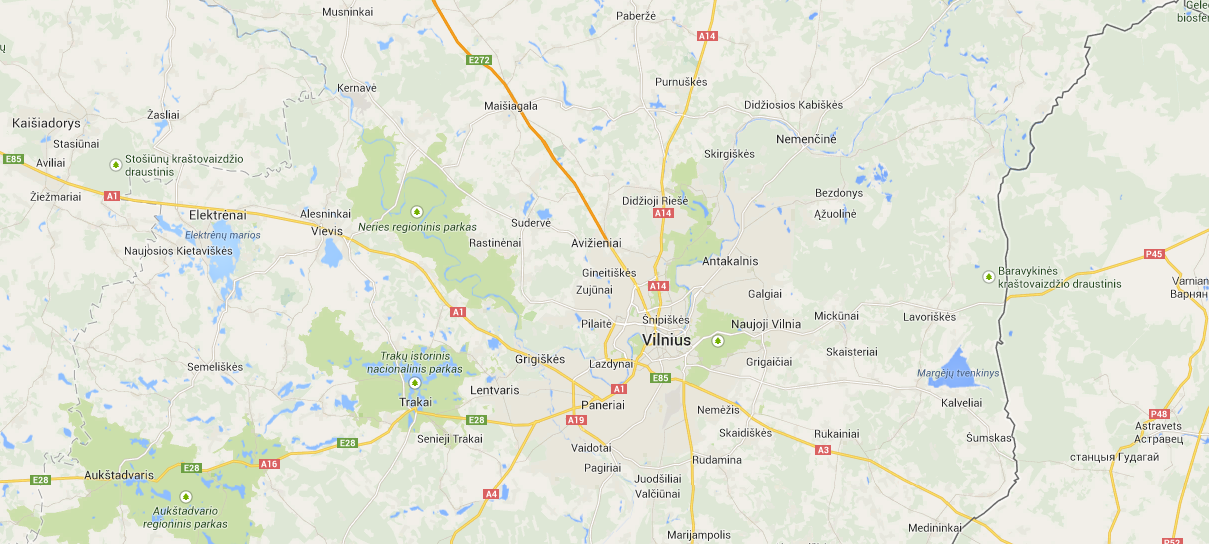 Musninkai
Paberžė
Gele
biosfer
A14
ų
E272
Purnuškės
Kernavė
Maišiagala
Didžiosios Kabiškės
Žasliai
Kaišiadorys
Nemenčinė
Stasiūnai
Skirgiškės
E85
Aviliai
Stošiūnų kraštovaizdžio
draustinis
Žiežmariai
A1
Bezdonys
Didžioji Riešė
A14
Ąžuolinė
Elektrėnai
Alesninkai
Neries regioninis parkas
Suderve
Elektrėnų marios
Vievis
Rastinėnai
Avižieniai
Naujosios Kietaviškės
P45
Antakalnis
Gineitiškės
Baravykinės
kraštovaizdžio draustinis
Varnian
Варнян
Zujūnai
A14
Galgiai
A1
Pilaitė
Šnipiškės
Naujoji Vilnia
Mickūnai
Lavoriškės
Vilnius
Trakų istorinis
nacionalinis parkas
Grigiškės
Lazdynai
Grigaičiai
Skaisteriai
Semeliškės
E85
Margėjų tvenkinys
Lentvaris
A1
Trakai
Paneriai
Nemėžis
Kalveliai
E28
A19
P48
Senieji Trakai
Skaidiškės
Rukainiai
Šumskas
Astravets
Астравец
E28
Vaidotai
A3
станцыя Гудагай
A16
Pagiriai
Rudamina
Aukštadvaris
E28
E28
Juodšiliai
Valčiūnai
A4
Aukštadvario
regioninis parkas
Medininkai
Marijampolis
P52